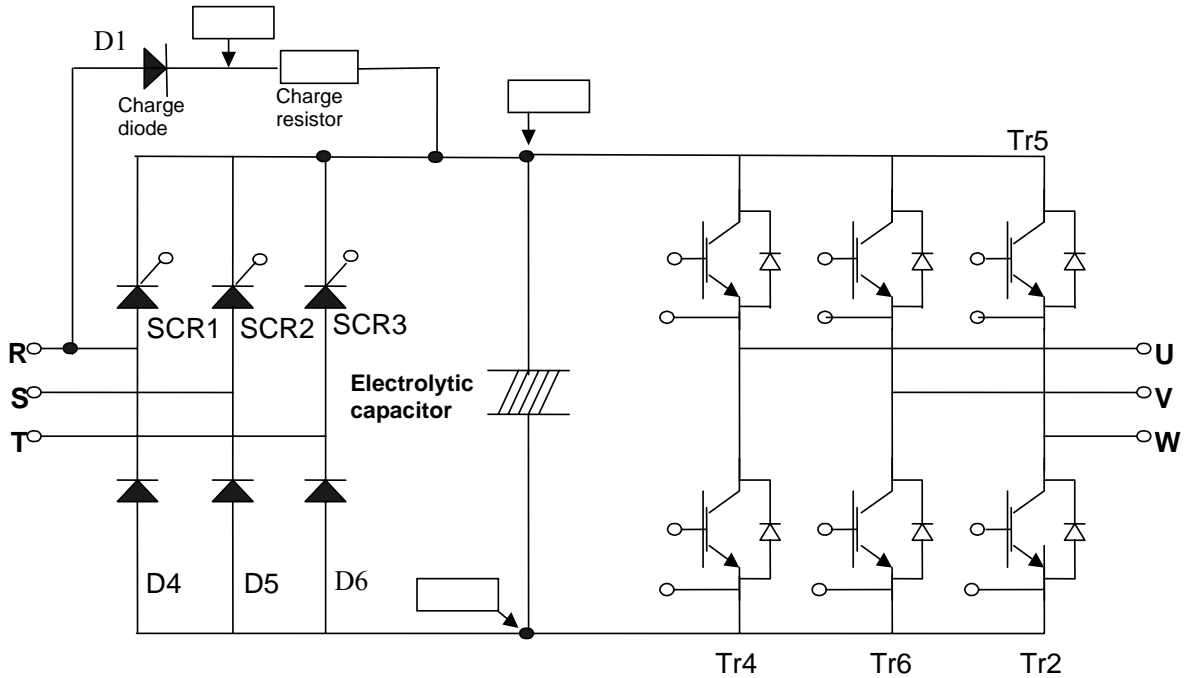 D1
Charge
diode
Charge
resistor
Tr5
SCR1
SCR2
SCR3
R
S
T
Electrolytic
capacitor
U
V
W
D4
D5
D6
Tr4
Tr6
Tr2